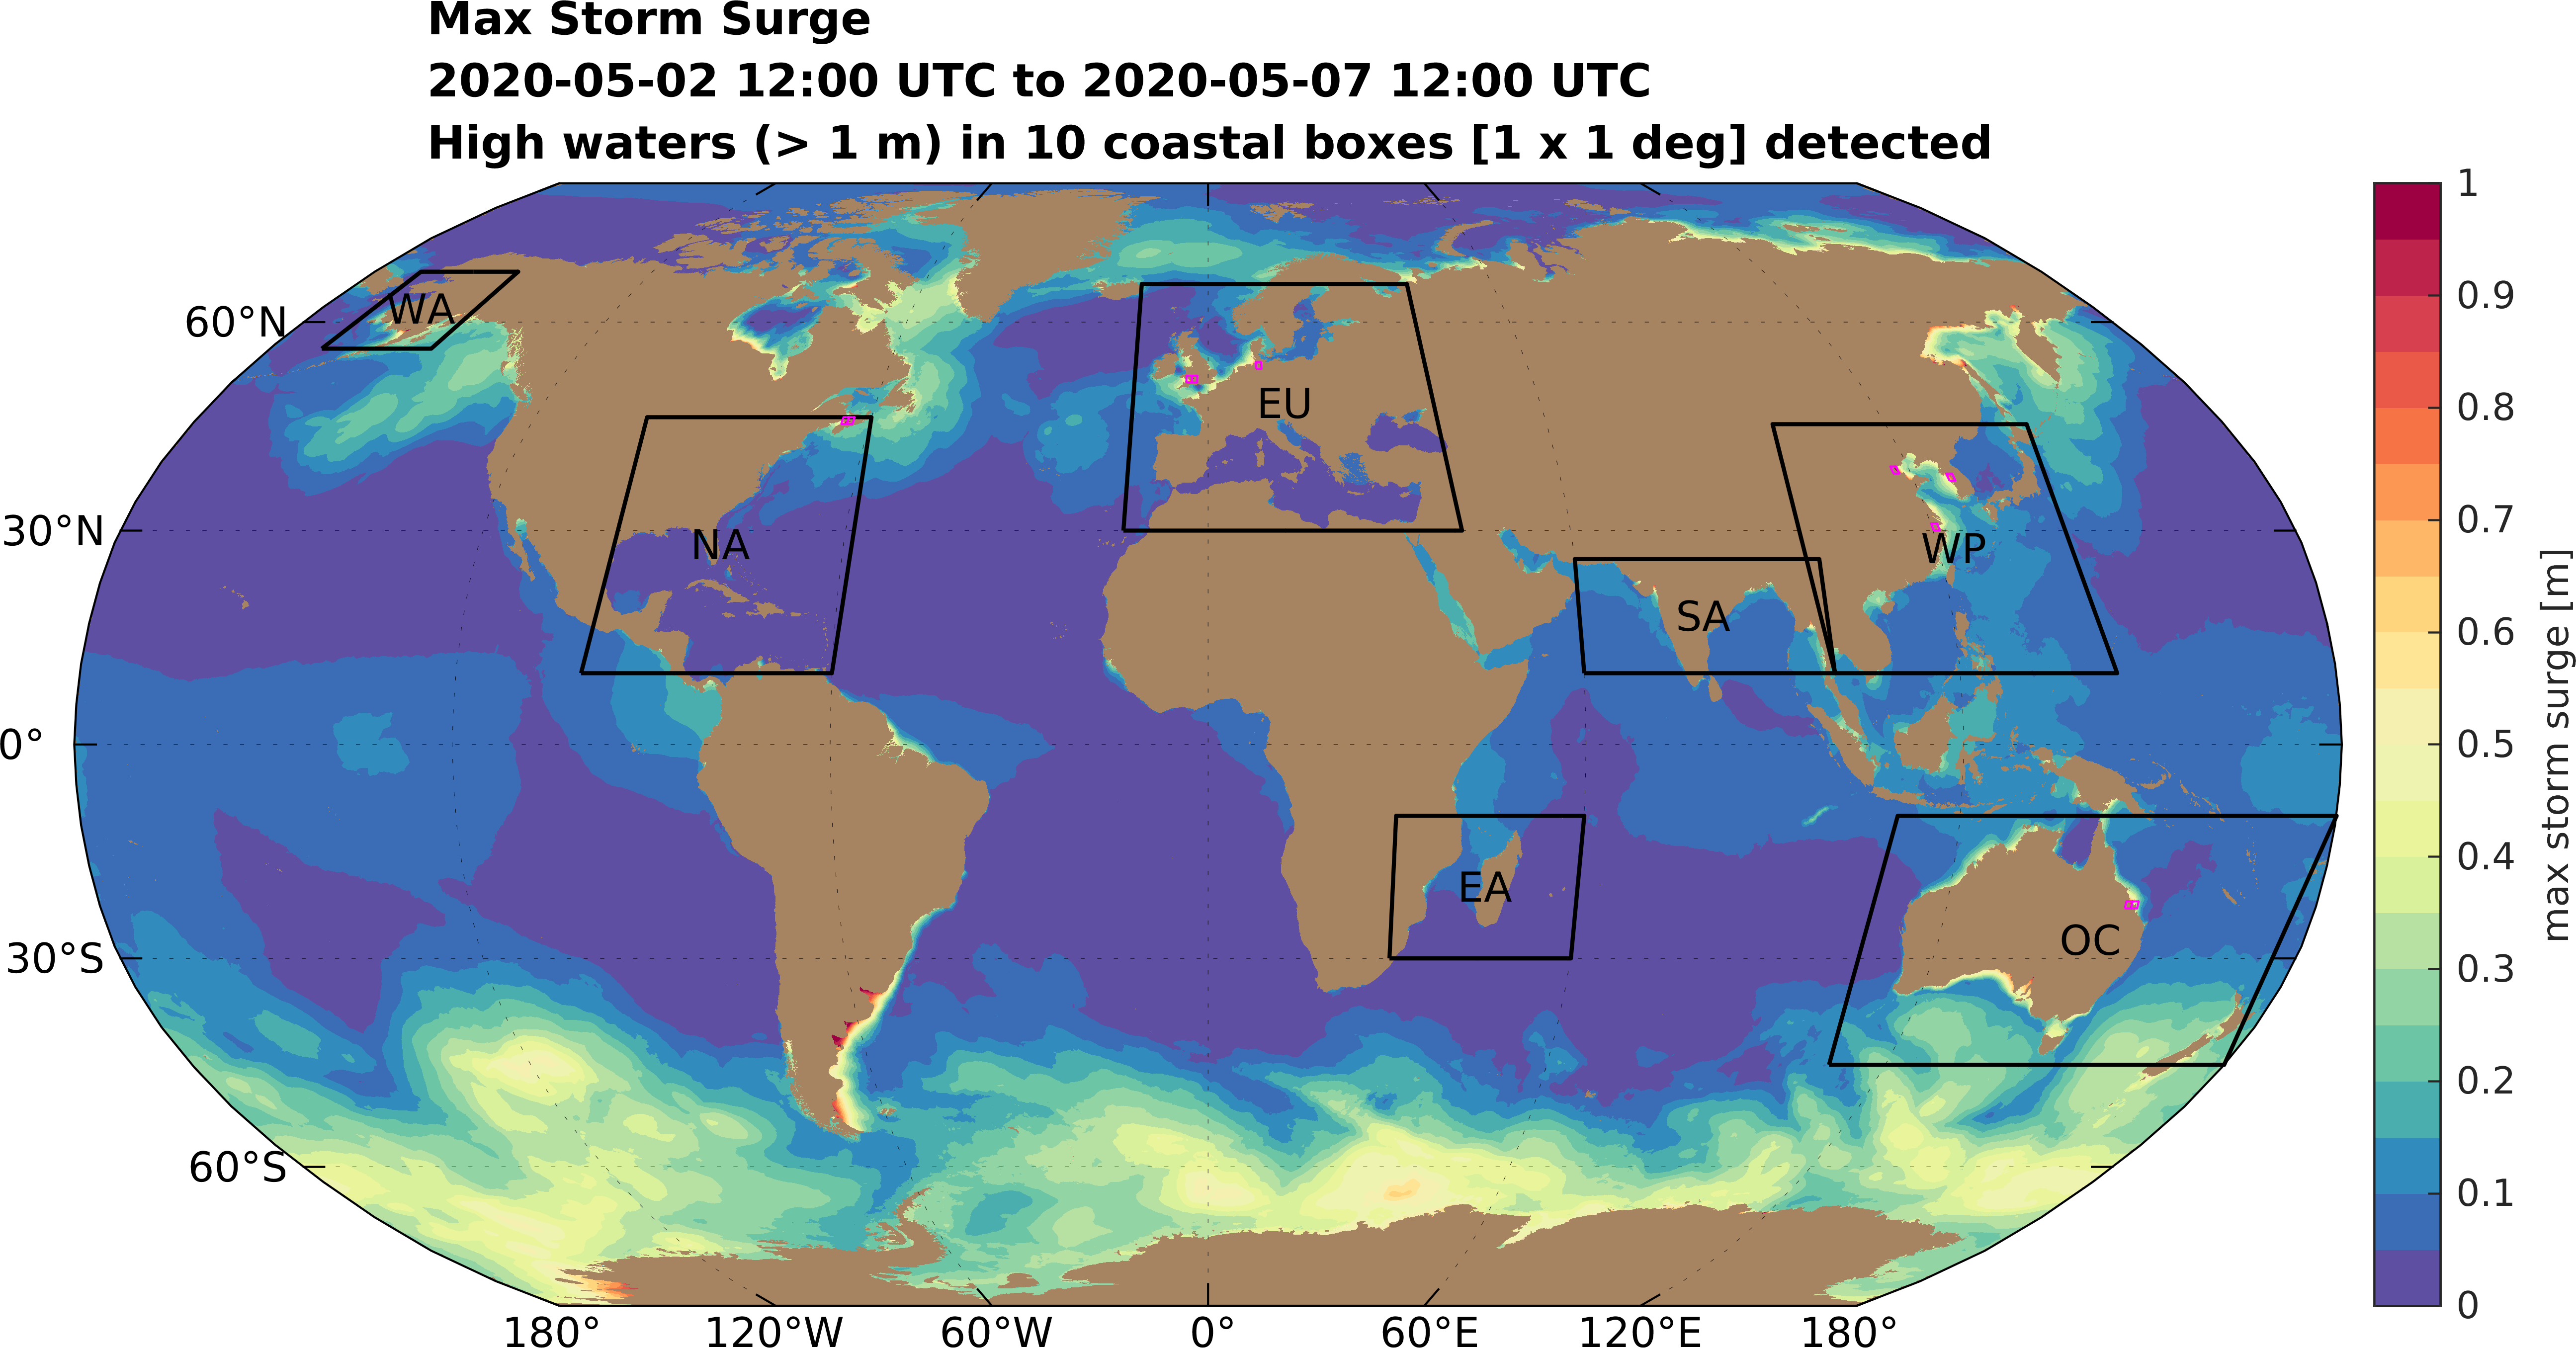 Max Storm Surge
2020-05-02 12:00 UTC to 2020-05-07 12:00 UTC
High waters (> 1 m) in 10 coastal boxes [1 x 1 deg] detected
60°N
30°N
0°
30°S
60°S
WA
NA
EU
SA
WP
EA
OC
180°
120°W
60°W
0°
60°E
120°E
180°
1
0.9
0.8
0.7
0.6
0.5
0.4
0.3
0.2
0.1
0
max storm surge [m]